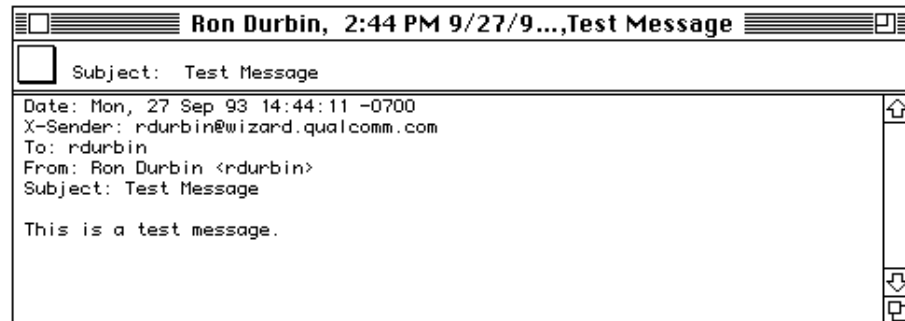 Ron Durbin, 2:44 PM 9/27/9...,Test Message
Subject: Test Message
Date: Mon, 27 Sep 93 14:44:11 -0700
X-Sender: rdurbin@wizard.qualcomm.com
To: rdurbin
From: Ron Durbin <rdurbin>
Subject: Test Message
This is a test message.